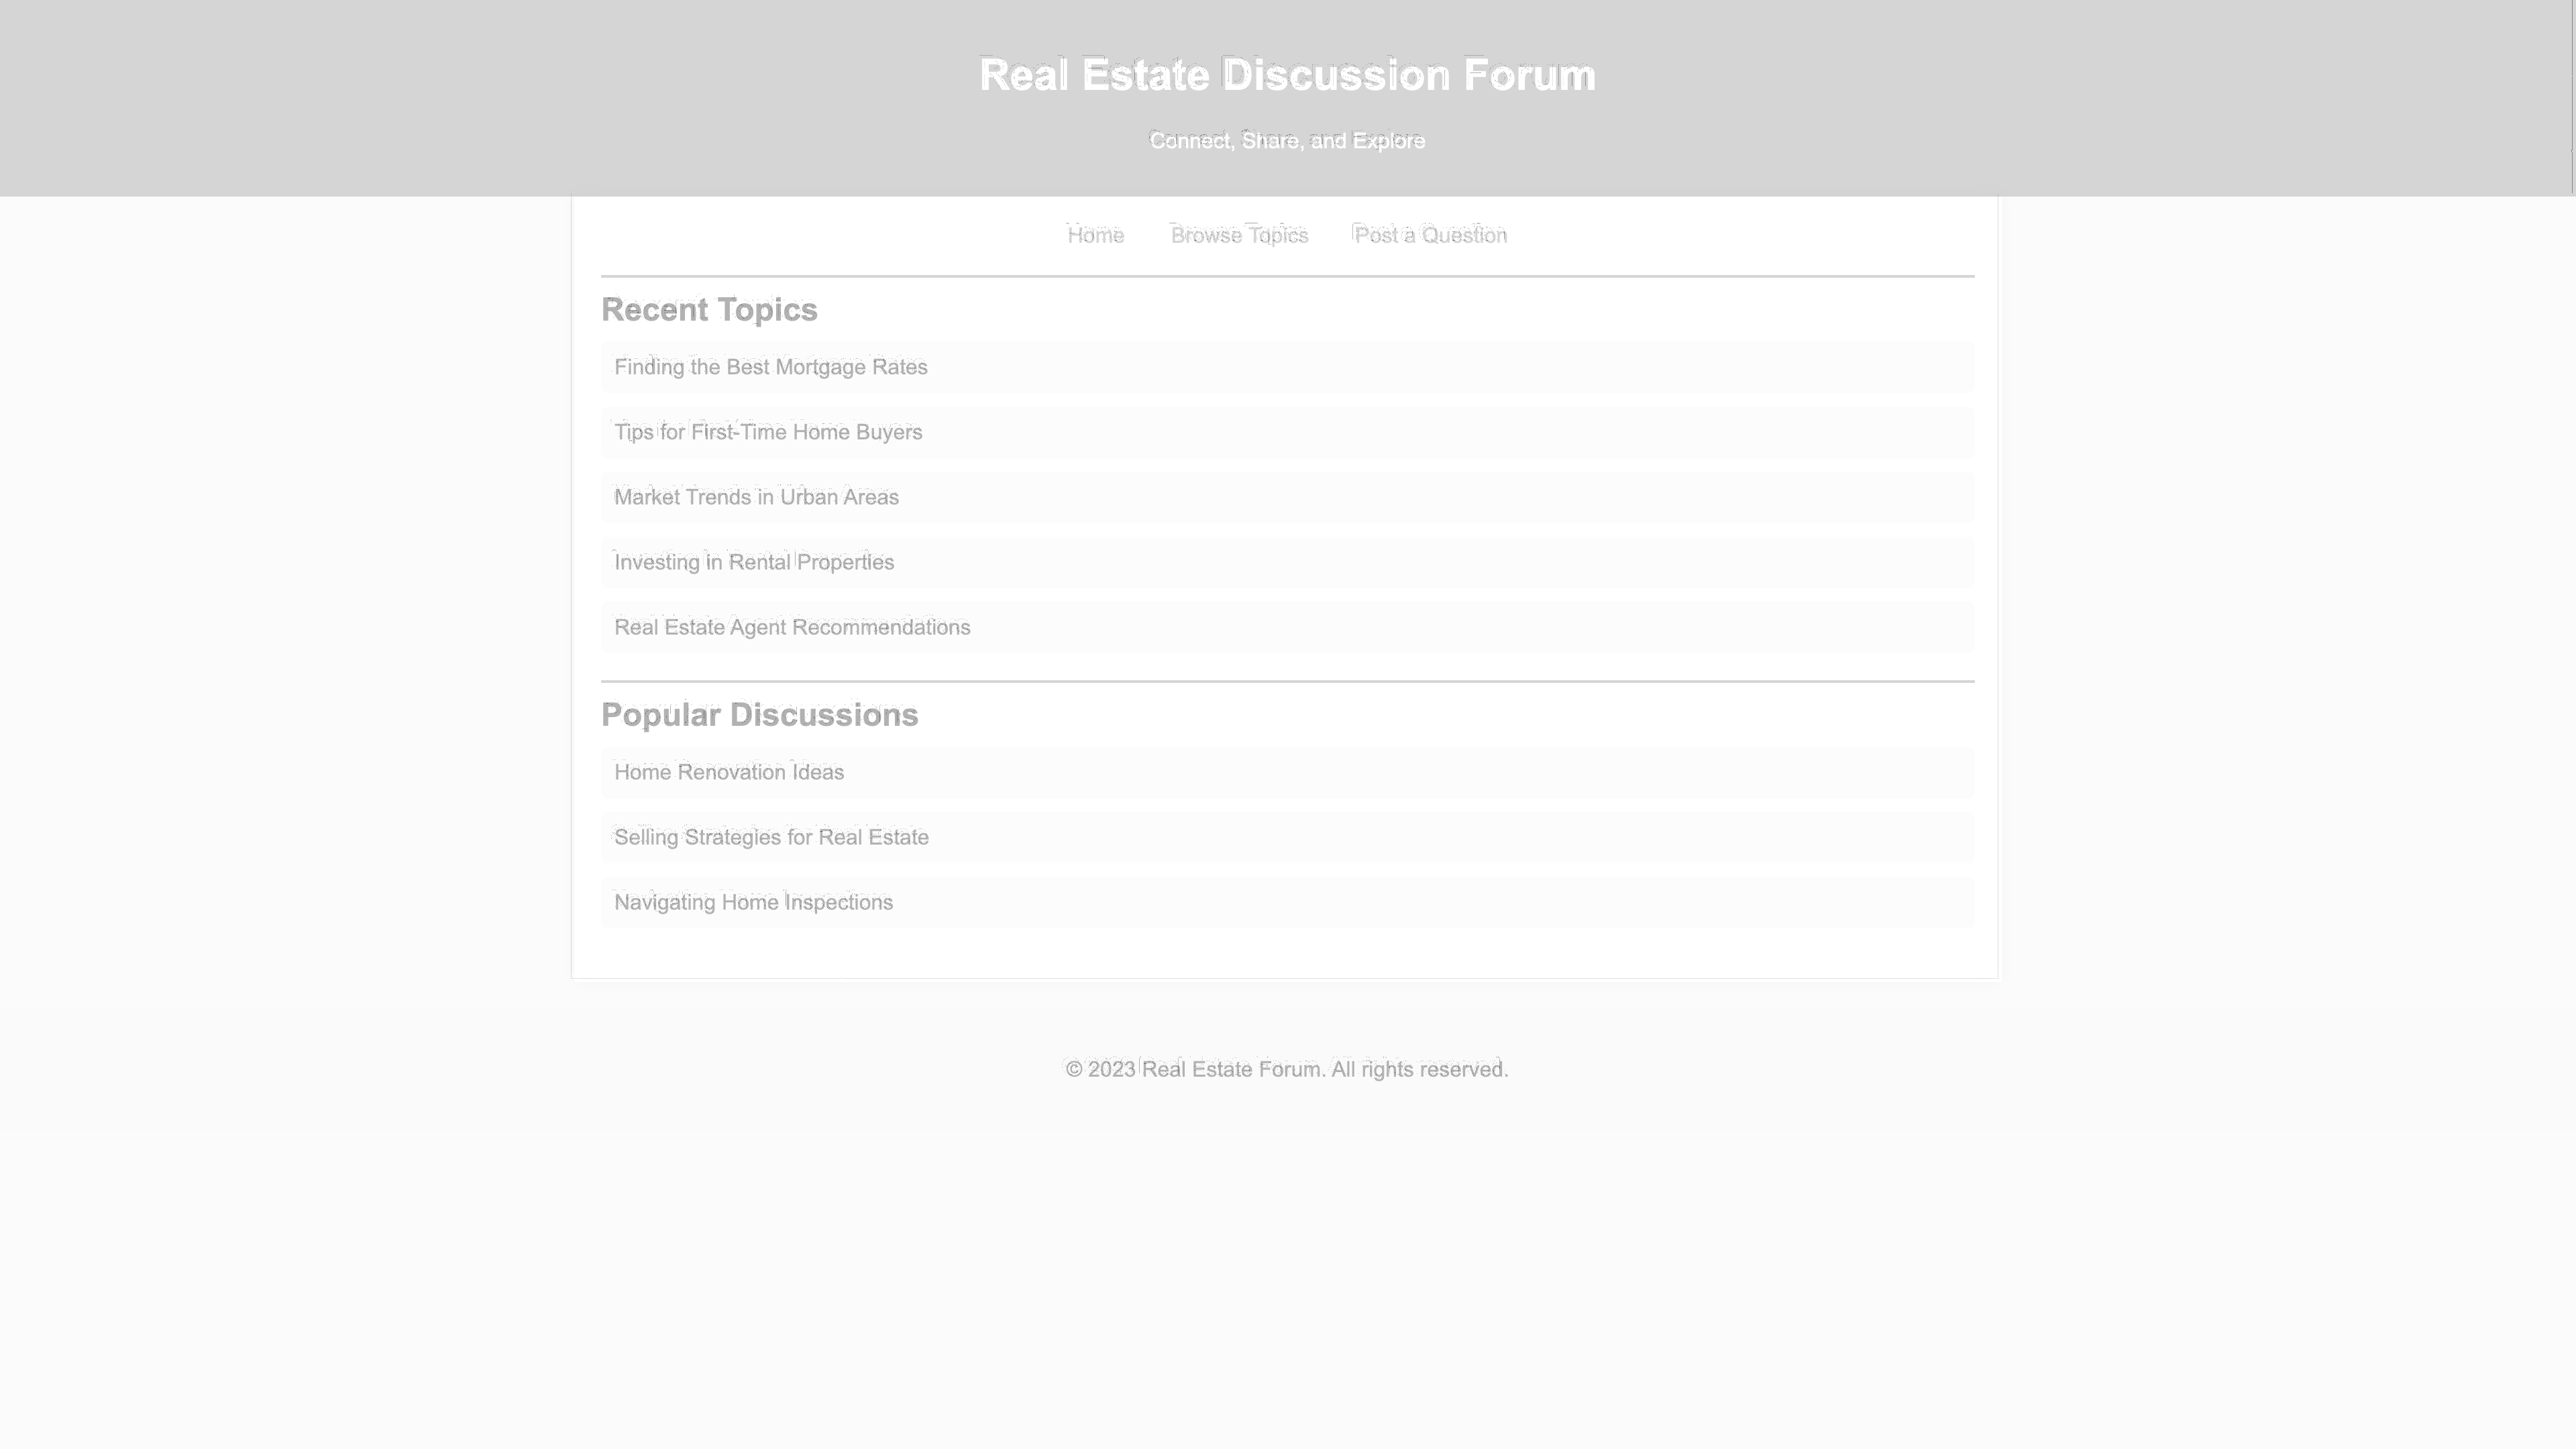 Real Estate Discussion Forum
Connect, Share, and Explore
Home Browse Topics Post a Question
Recent Topics
Finding the Best Mortgage Rates
Tips for First-Time Home Buyers
Market Trends in Urban Areas
Investing in Rental Properties
Real Estate Agent Recommendations
Popular Discussions
Home Renovation Ideas
Selling Strategies for Real Estate
Navigating Home Inspections
© 2023 Real Estate Forum. All rights reserved.